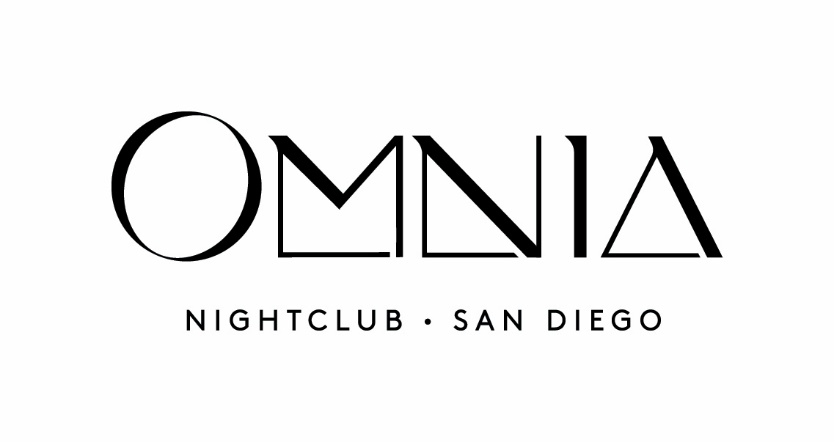 OMNIA
NIGHTCLUB • SAN DIEGO